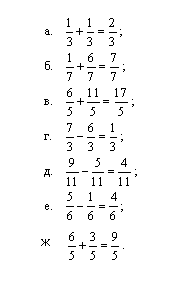 а. 1/3 + 1/3 = 2/3 ;
б. 1/7 + 6/7 = 7/7 ;
в. 6/5 + 11/5 = 17/5 ;
г. 7/3 − 6/3 = 1/3 ;
д. 9/11 − 5/11 = 4/11 ;
е. 5/6 − 1/6 = 4/6 ;
Ж 6/5 + 3/5 = 9/5 .